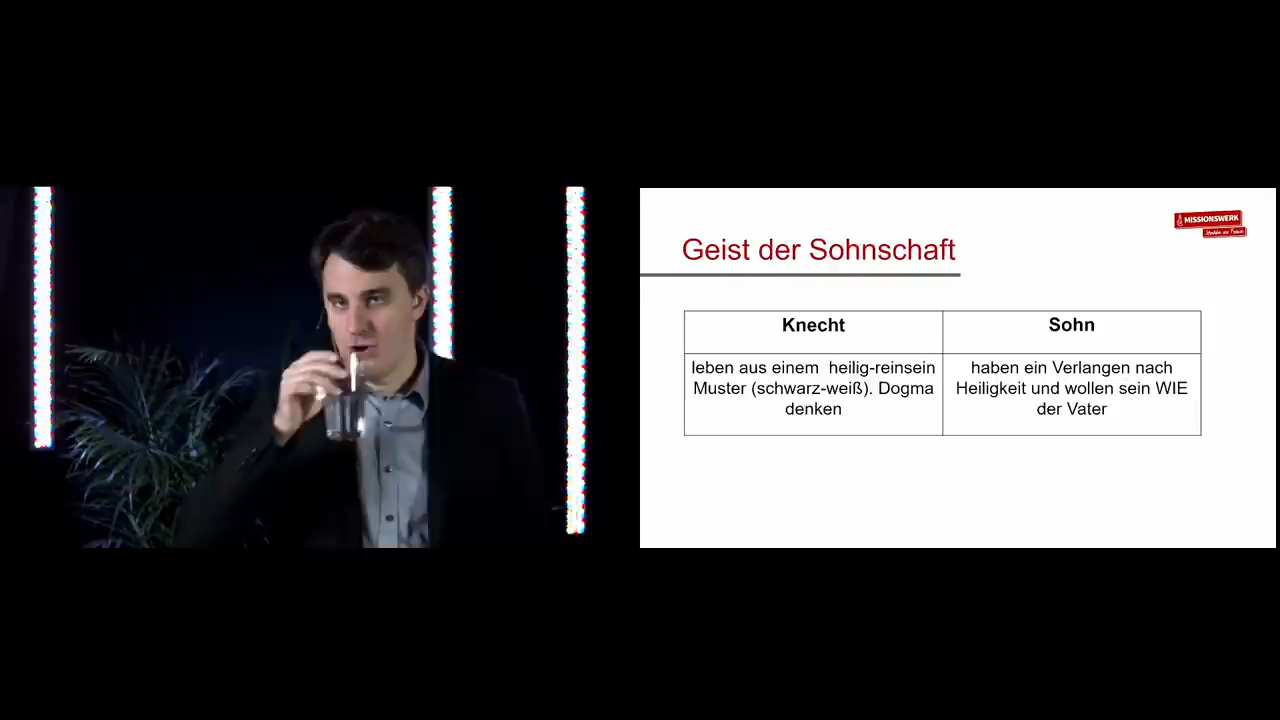 MISSIONSWERK
Geist der Sohnschaft
Knecht
Sohn
leben aus einem  heilig-reinsein
Muster (schwarz-weiß). Dogma
denken
haben ein Verlangen nach
Heiligkeit und wollen sein WIE
der Vater